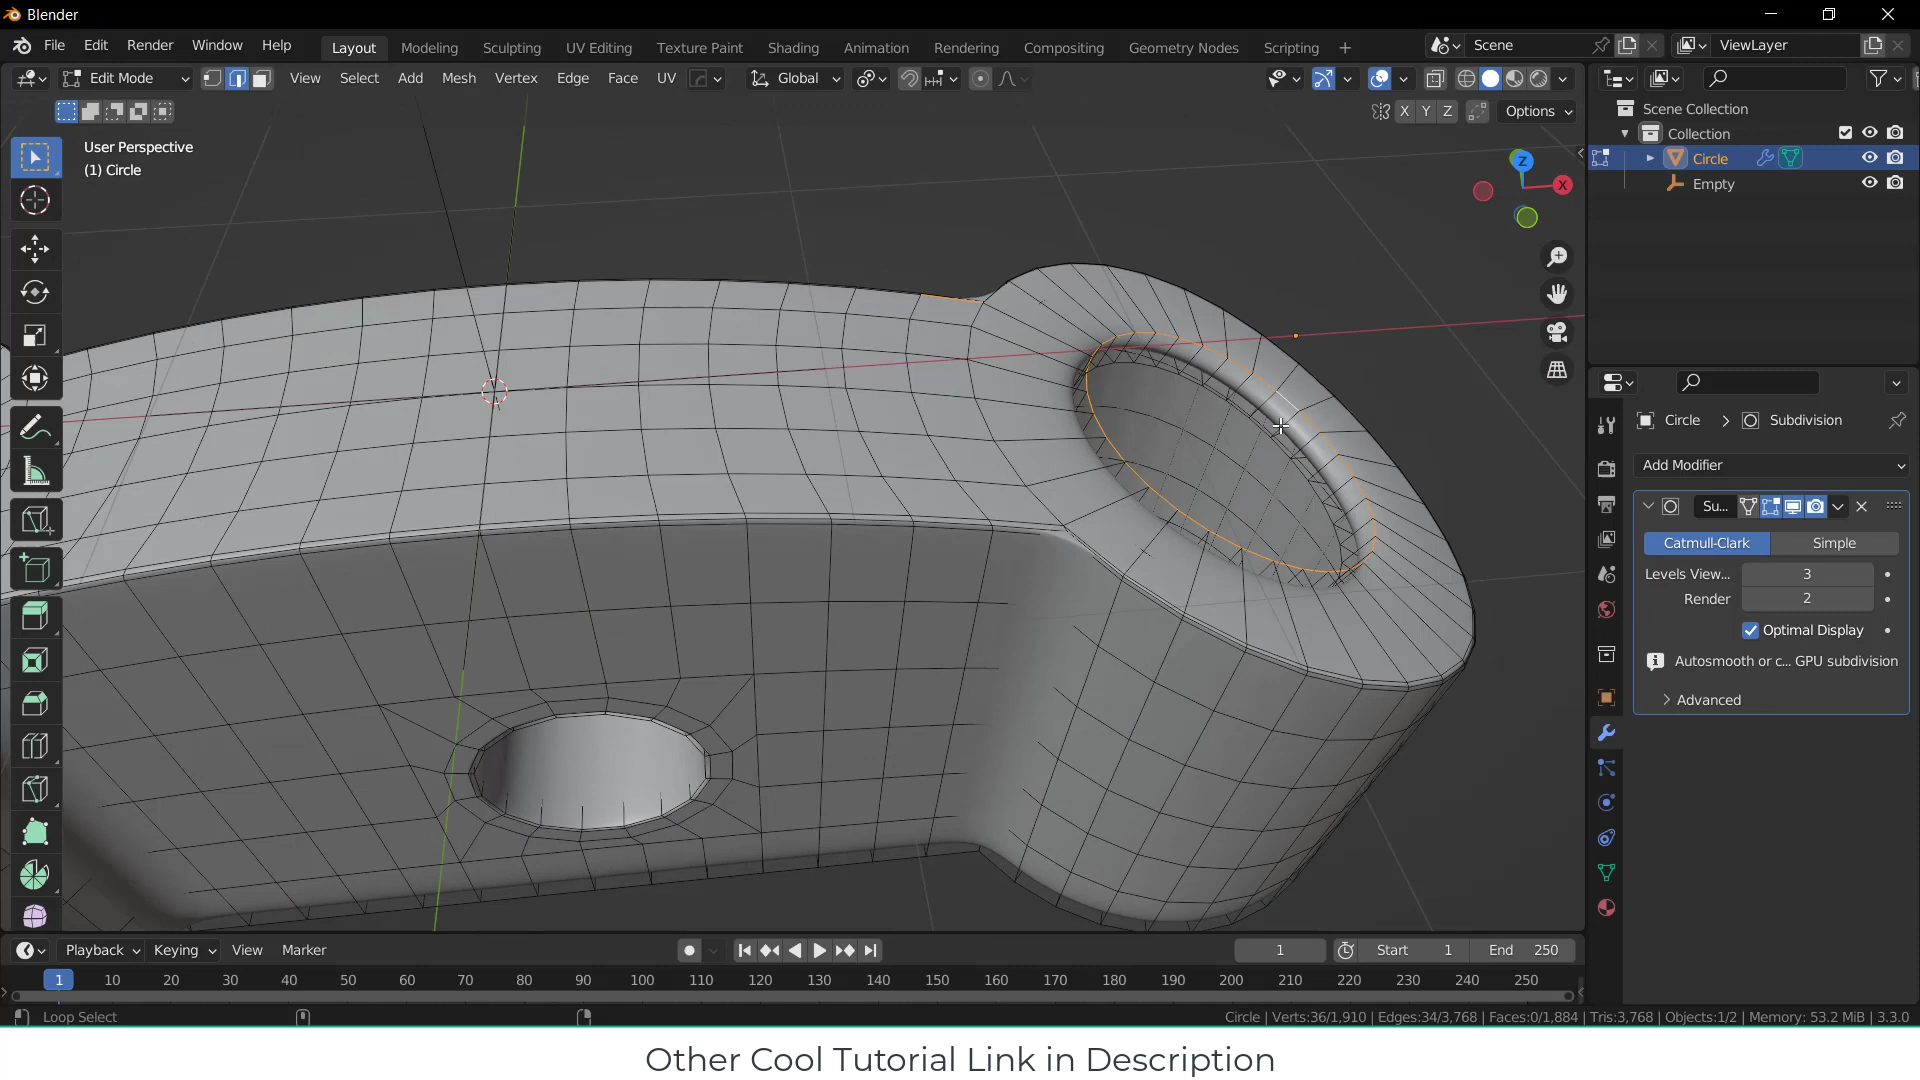 Blender
File Edit Render Window Help Layout Modeling Sculpting UV Editing Texture Paint Shading Animation Rendering Compositing Geometry Nodes Scripting + Scene ViewLayer
Edit Mode View Select Add Mesh Vertex Edge Face UV Global
X Y Z Options
User Perspective
(1) Circle
Z
X
Scene Collection
Collection
Circle
Empty
Circle > Subdivision
Add Modifier
Su...
Catmull-Clark Simple
Levels View... 3
Render 2
Optimal Display
Autosmooth or c... GPU subdivision
Advanced
Playback Keying View Marker 1 Start 1 End 250
1 10 20 30 40 50 60 70 80 90 100 110 120 130 140 150 160 170 180 190 200 210 220 230 240 250
Loop Select Circle | Verts:36/1,910 | Edges:34/3,768 | Faces:0/1,884 | Tris:3,768 | Objects:1/2 | Memory: 53.2 MiB | 3.3.0
Other Cool Tutorial Link in Description